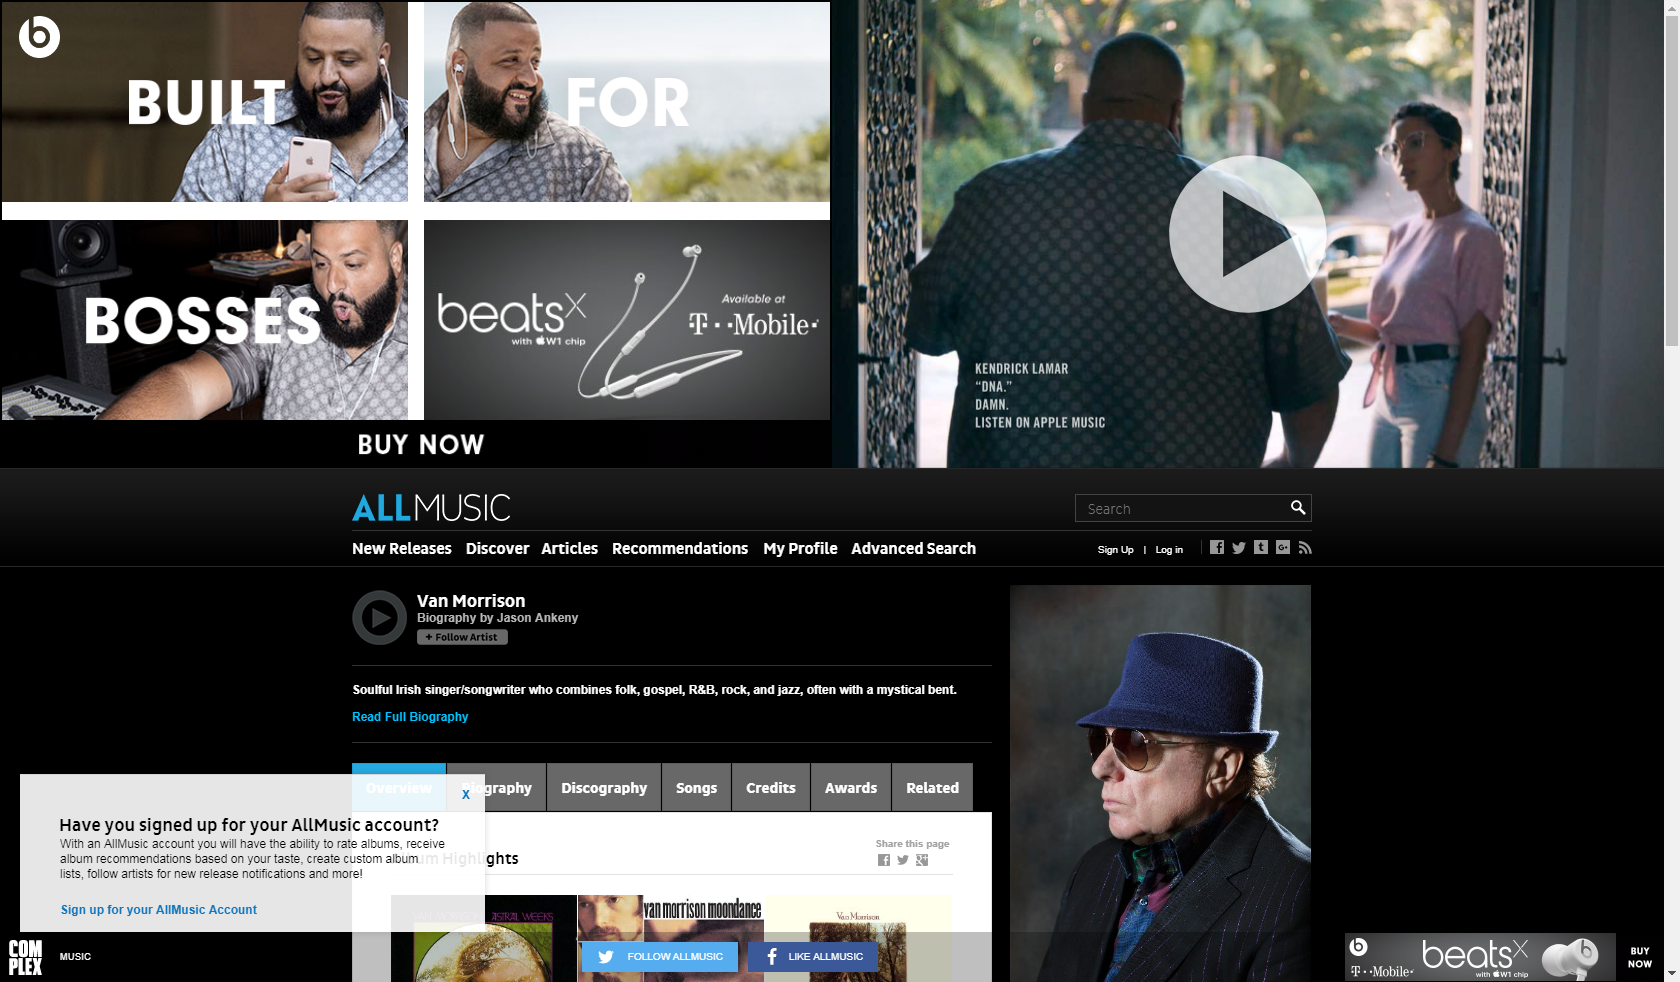 BUILT
FOR
BOSSES
beatsX
with W1 chip
Available at
T··Mobile·
BUY NOW
KENDRICK LAMAR
“DNA.”
DAMN.
LISTEN ON APPLE MUSIC
ALLMUSIC
Search
New Releases Discover Articles Recommendations My Profile Advanced Search
Sign Up | Log in
Van Morrison
Biography by Jason Ankeny
+ Follow Artist
Soulful Irish singer/songwriter who combines folk, gospel, R&B, rock, and jazz, often with a mystical bent.
Read Full Biography
Overview Biography Discography Songs Credits Awards Related
X
Have you signed up for your AllMusic account?
With an AllMusic account you will have the ability to rate albums, receive
album recommendations based on your taste, create custom album
lists, follow artists for new release notifications and more!
Sign up for your AllMusic Account
Highlights
Share this page
VAN MORRISON ASTRAL WEEKS
van morrison moondance
Van Morrison
COM
PLEX
MUSIC
FOLLOW ALLMUSIC
LIKE ALLMUSIC
T··Mobile·
beatsX
with W1 chip
BUY
NOW